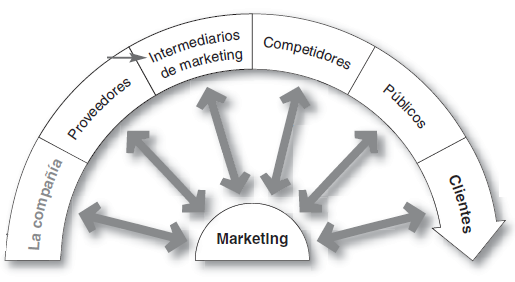 La compañía
Proveedores
Intermediarios
de marketing
Competidores
Públicos
Clientes
Marketing